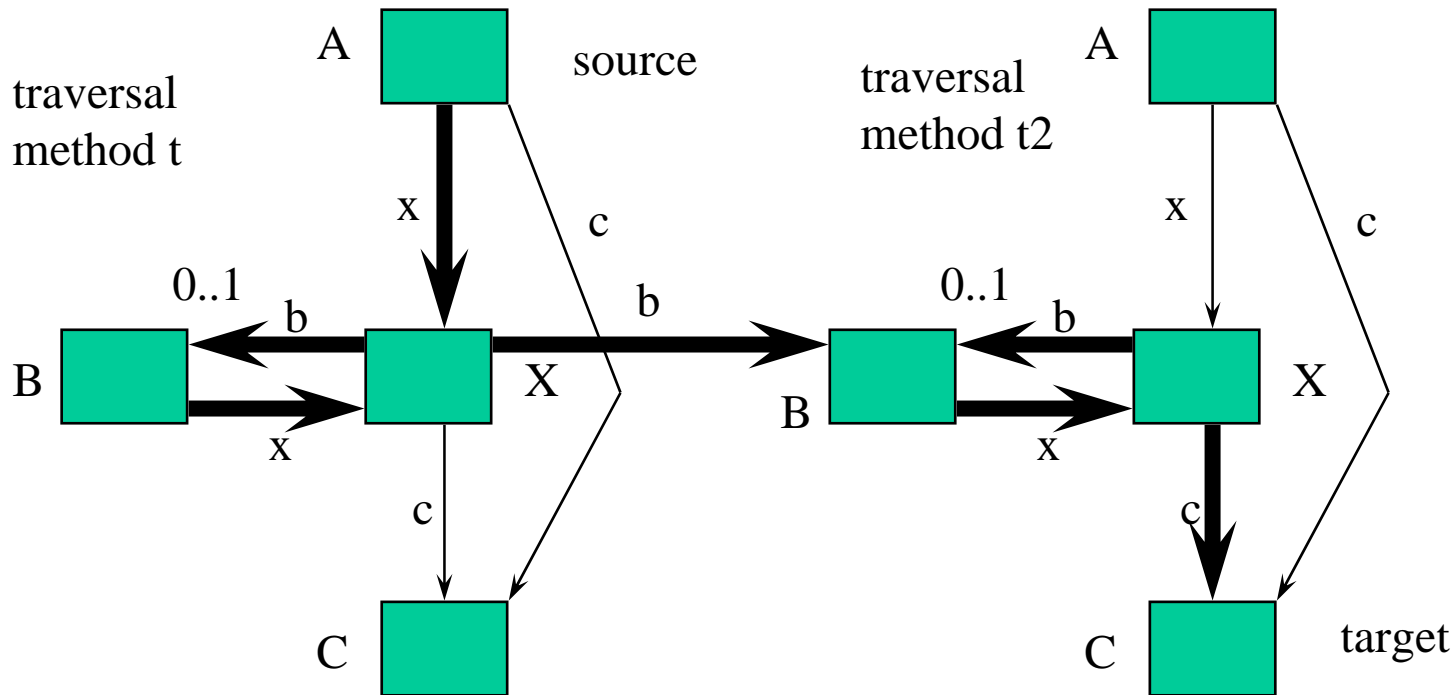 A
source
A
traversal
method t
traversal
method t2
x
c
x
c
0..1
b
b
0..1
b
B
X
B
X
x
x
c
c
C
C
target